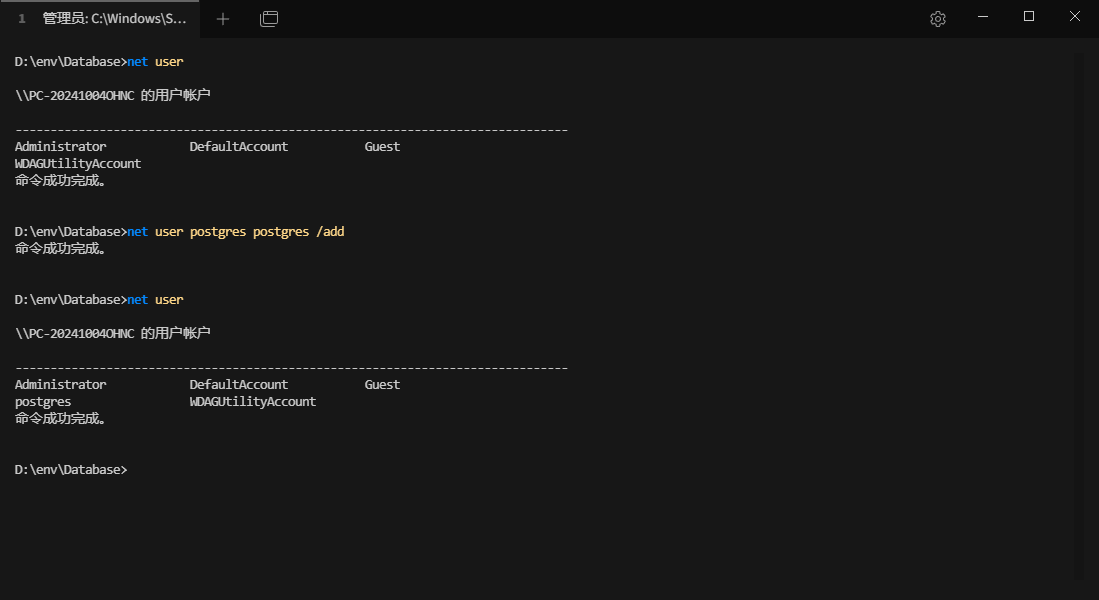 1 管理员: C:\Windows\S...
D:\env\Database>net user
\\PC-20241004OHNC 的用户帐户
-------------------------------------------------------------------------------
Administrator DefaultAccount Guest
WDAGUtilityAccount
命令成功完成。
D:\env\Database>net user postgres postgres /add
命令成功完成。
D:\env\Database>net user
\\PC-20241004OHNC 的用户帐户
-------------------------------------------------------------------------------
Administrator DefaultAccount Guest
postgres WDAGUtilityAccount
命令成功完成。
D:\env\Database>